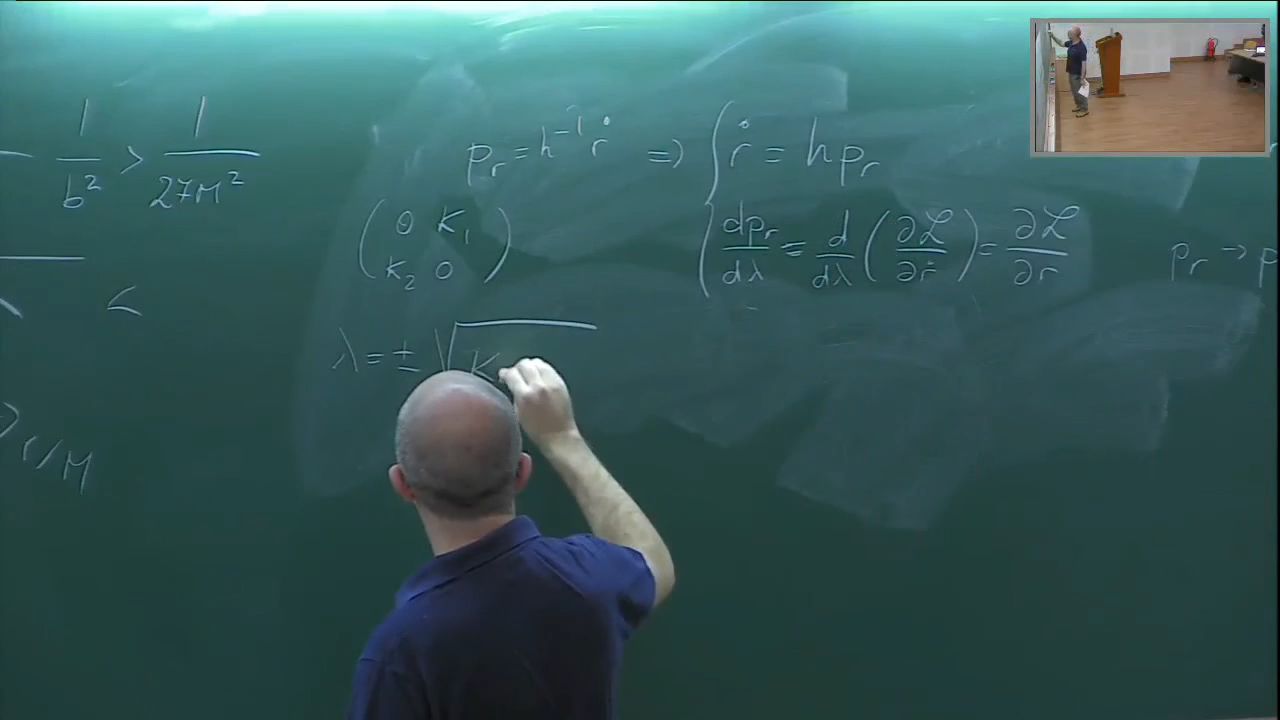 1/b² > 1/27M²
<
r/M
p_r = h⁻¹ ṙ ⇒ { ṙ = h p_r
dp_r/dλ = d/dλ (∂ℒ/∂ṙ) = ∂ℒ/∂r
p_r → p
( 0 K₁
K₂ 0 )
λ = ± √K